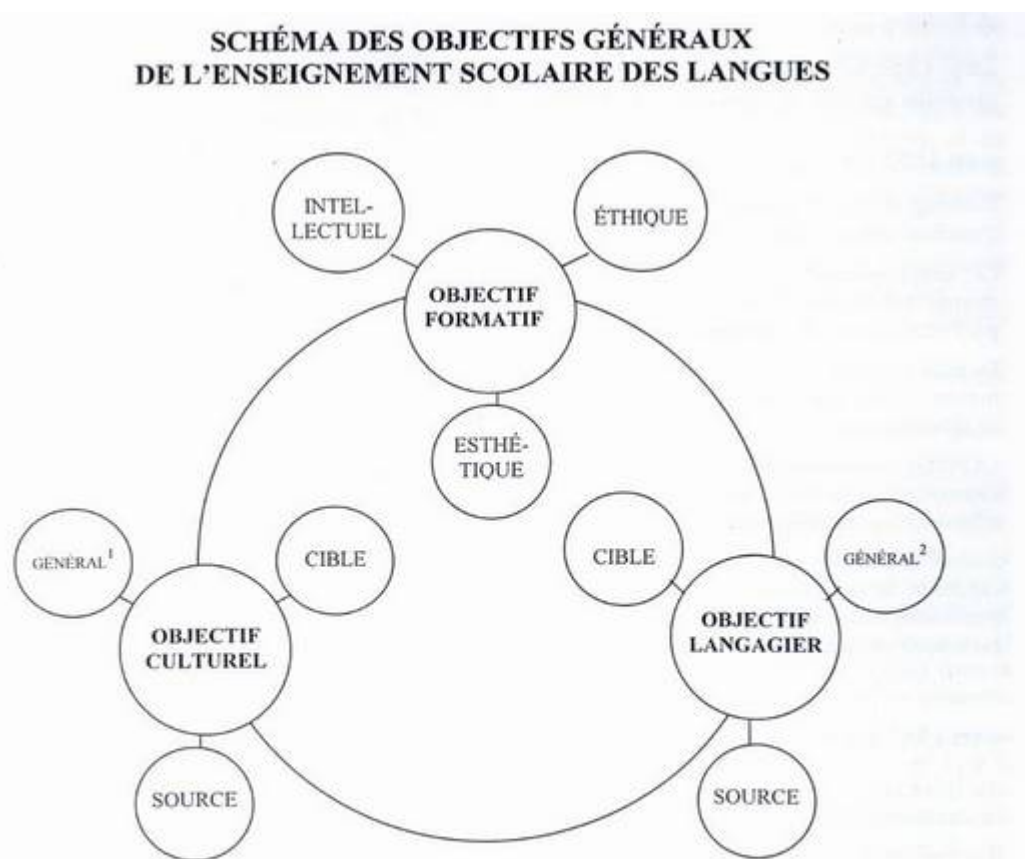 SCHÉMA DES OBJECTIFS GÉNÉRAUX
DE L'ENSEIGNEMENT SCOLAIRE DES LANGUES
INTEL-
LECTUEL
ÉTHIQUE
OBJECTIF
FORMATIF
ESTHÉ-
TIQUE
GÉNÉRAL¹
CIBLE
CIBLE
GÉNÉRAL²
OBJECTIF
CULTUREL
OBJECTIF
LANGAGIER
SOURCE
SOURCE